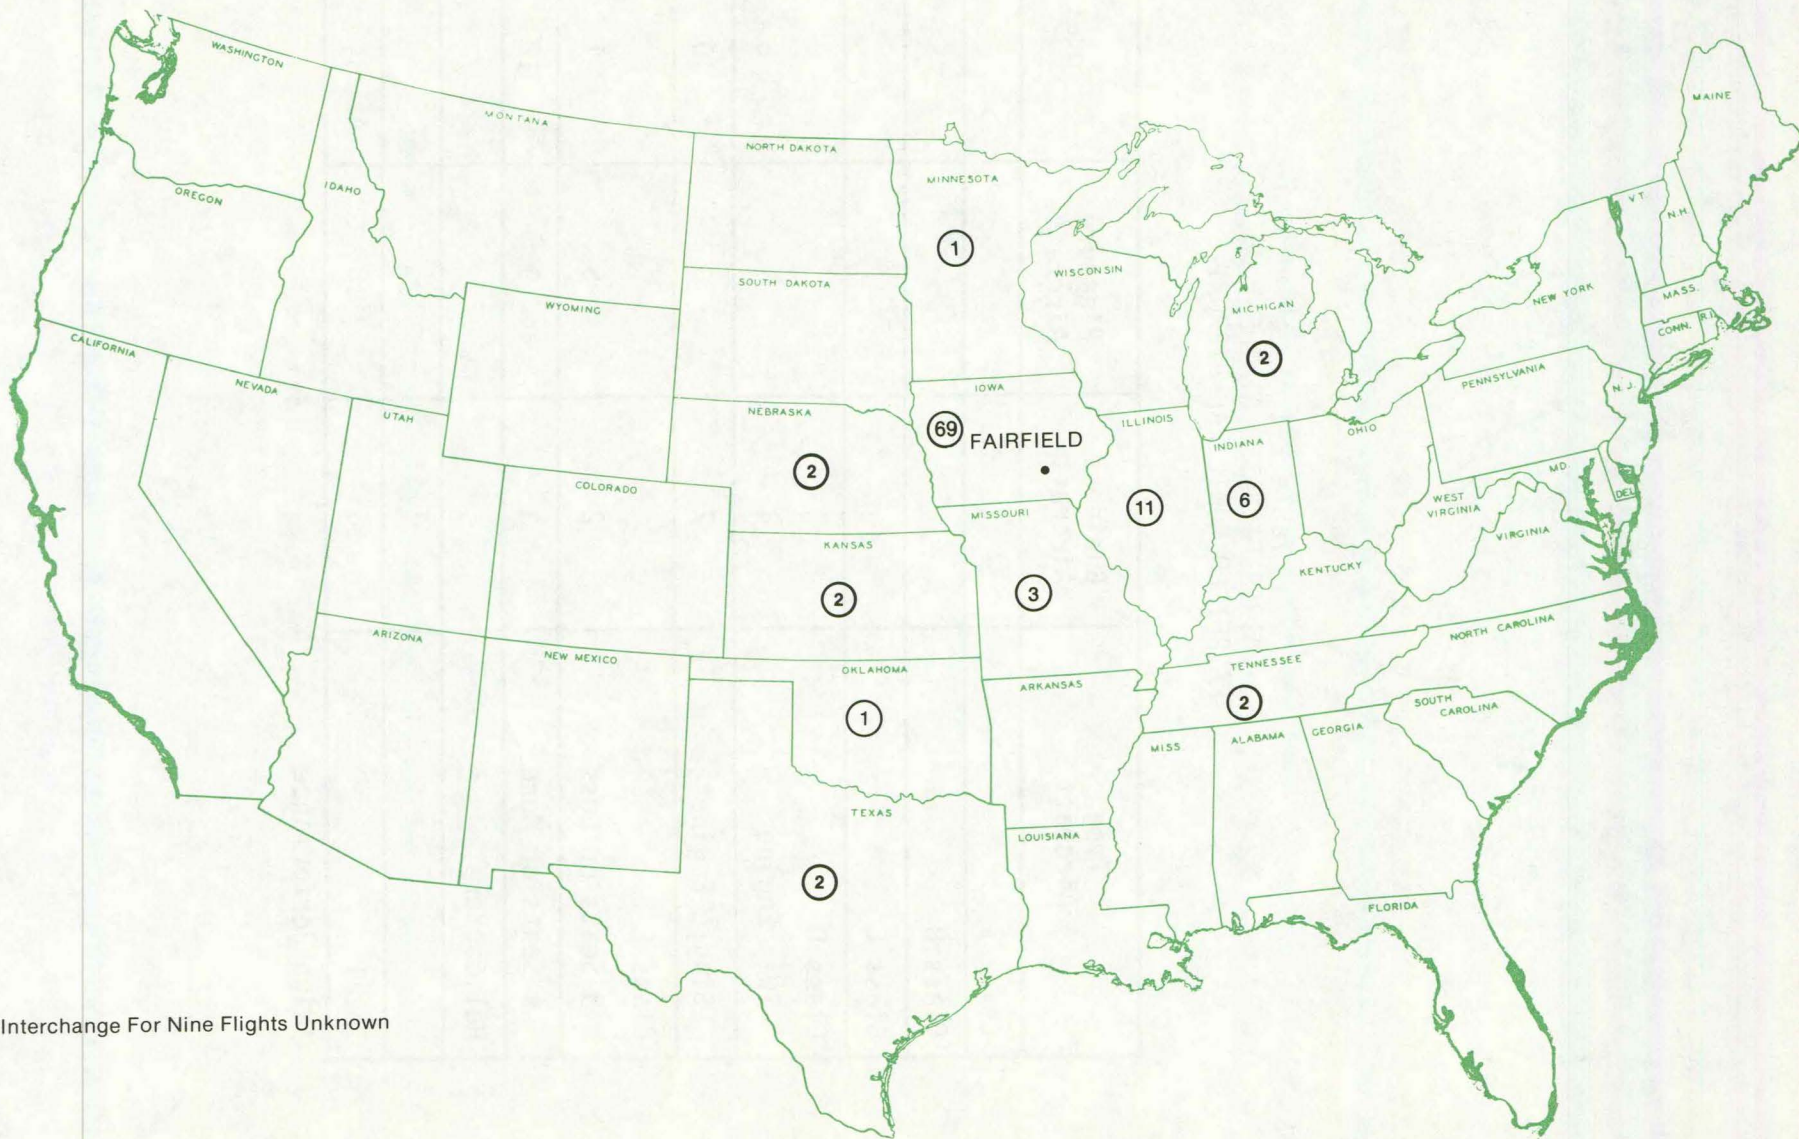 WASHINGTON
MAINE
MONTANA
NORTH DAKOTA
MINNESOTA
IDAHO
OREGON
VT.
N.H.
1
WISCONSIN
SOUTH DAKOTA
WYOMING
MICHIGAN
NEW YORK
MASS.
CONN.
R.I.
CALIFORNIA
2
NEVADA
UTAH
IOWA
PENNSYLVANIA
N. J.
NEBRASKA
69 FAIRFIELD
ILLINOIS
INDIANA
OHIO
2
COLORADO
MD.
DEL
WEST
VIRGINIA
6
11
MISSOURI
VIRGINIA
KANSAS
KENTUCKY
2
3
ARIZONA
NEW MEXICO
OKLAHOMA
NORTH CAROLINA
TENNESSEE
ARKANSAS
2
SOUTH
CAROLINA
1
MISS
ALABAMA
GEORGIA
TEXAS
LOUISIANA
2
FLORIDA
Interchange For Nine Flights Unknown